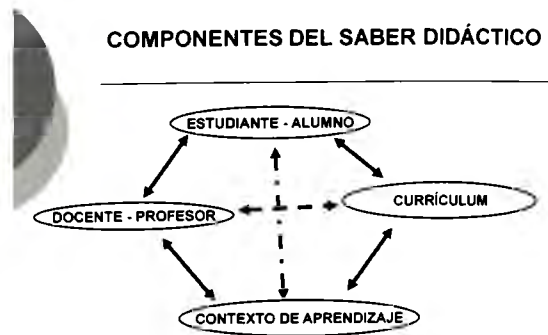 COMPONENTES DEL SABER DIDÁCTICO
ESTUDIANTE - ALUMNO
DOCENTE - PROFESOR
CURRÍCULUM
CONTEXTO DE APRENDIZAJE